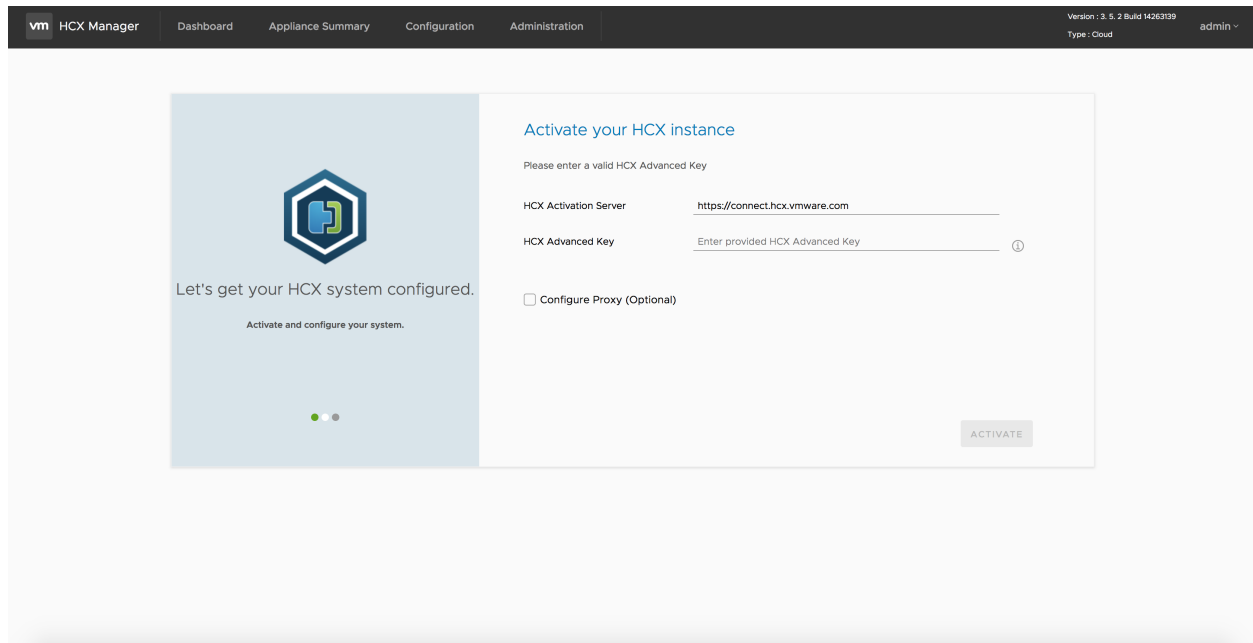 vm HCX Manager Dashboard Appliance Summary Configuration Administration Version : 3. 5. 2 Build 14263139
Type : Cloud
admin
Activate your HCX instance
Please enter a valid HCX Advanced Key
HCX Activation Server https://connect.hcx.vmware.com
HCX Advanced Key Enter provided HCX Advanced Key
Configure Proxy (Optional)
Let's get your HCX system configured.
Activate and configure your system.
ACTIVATE